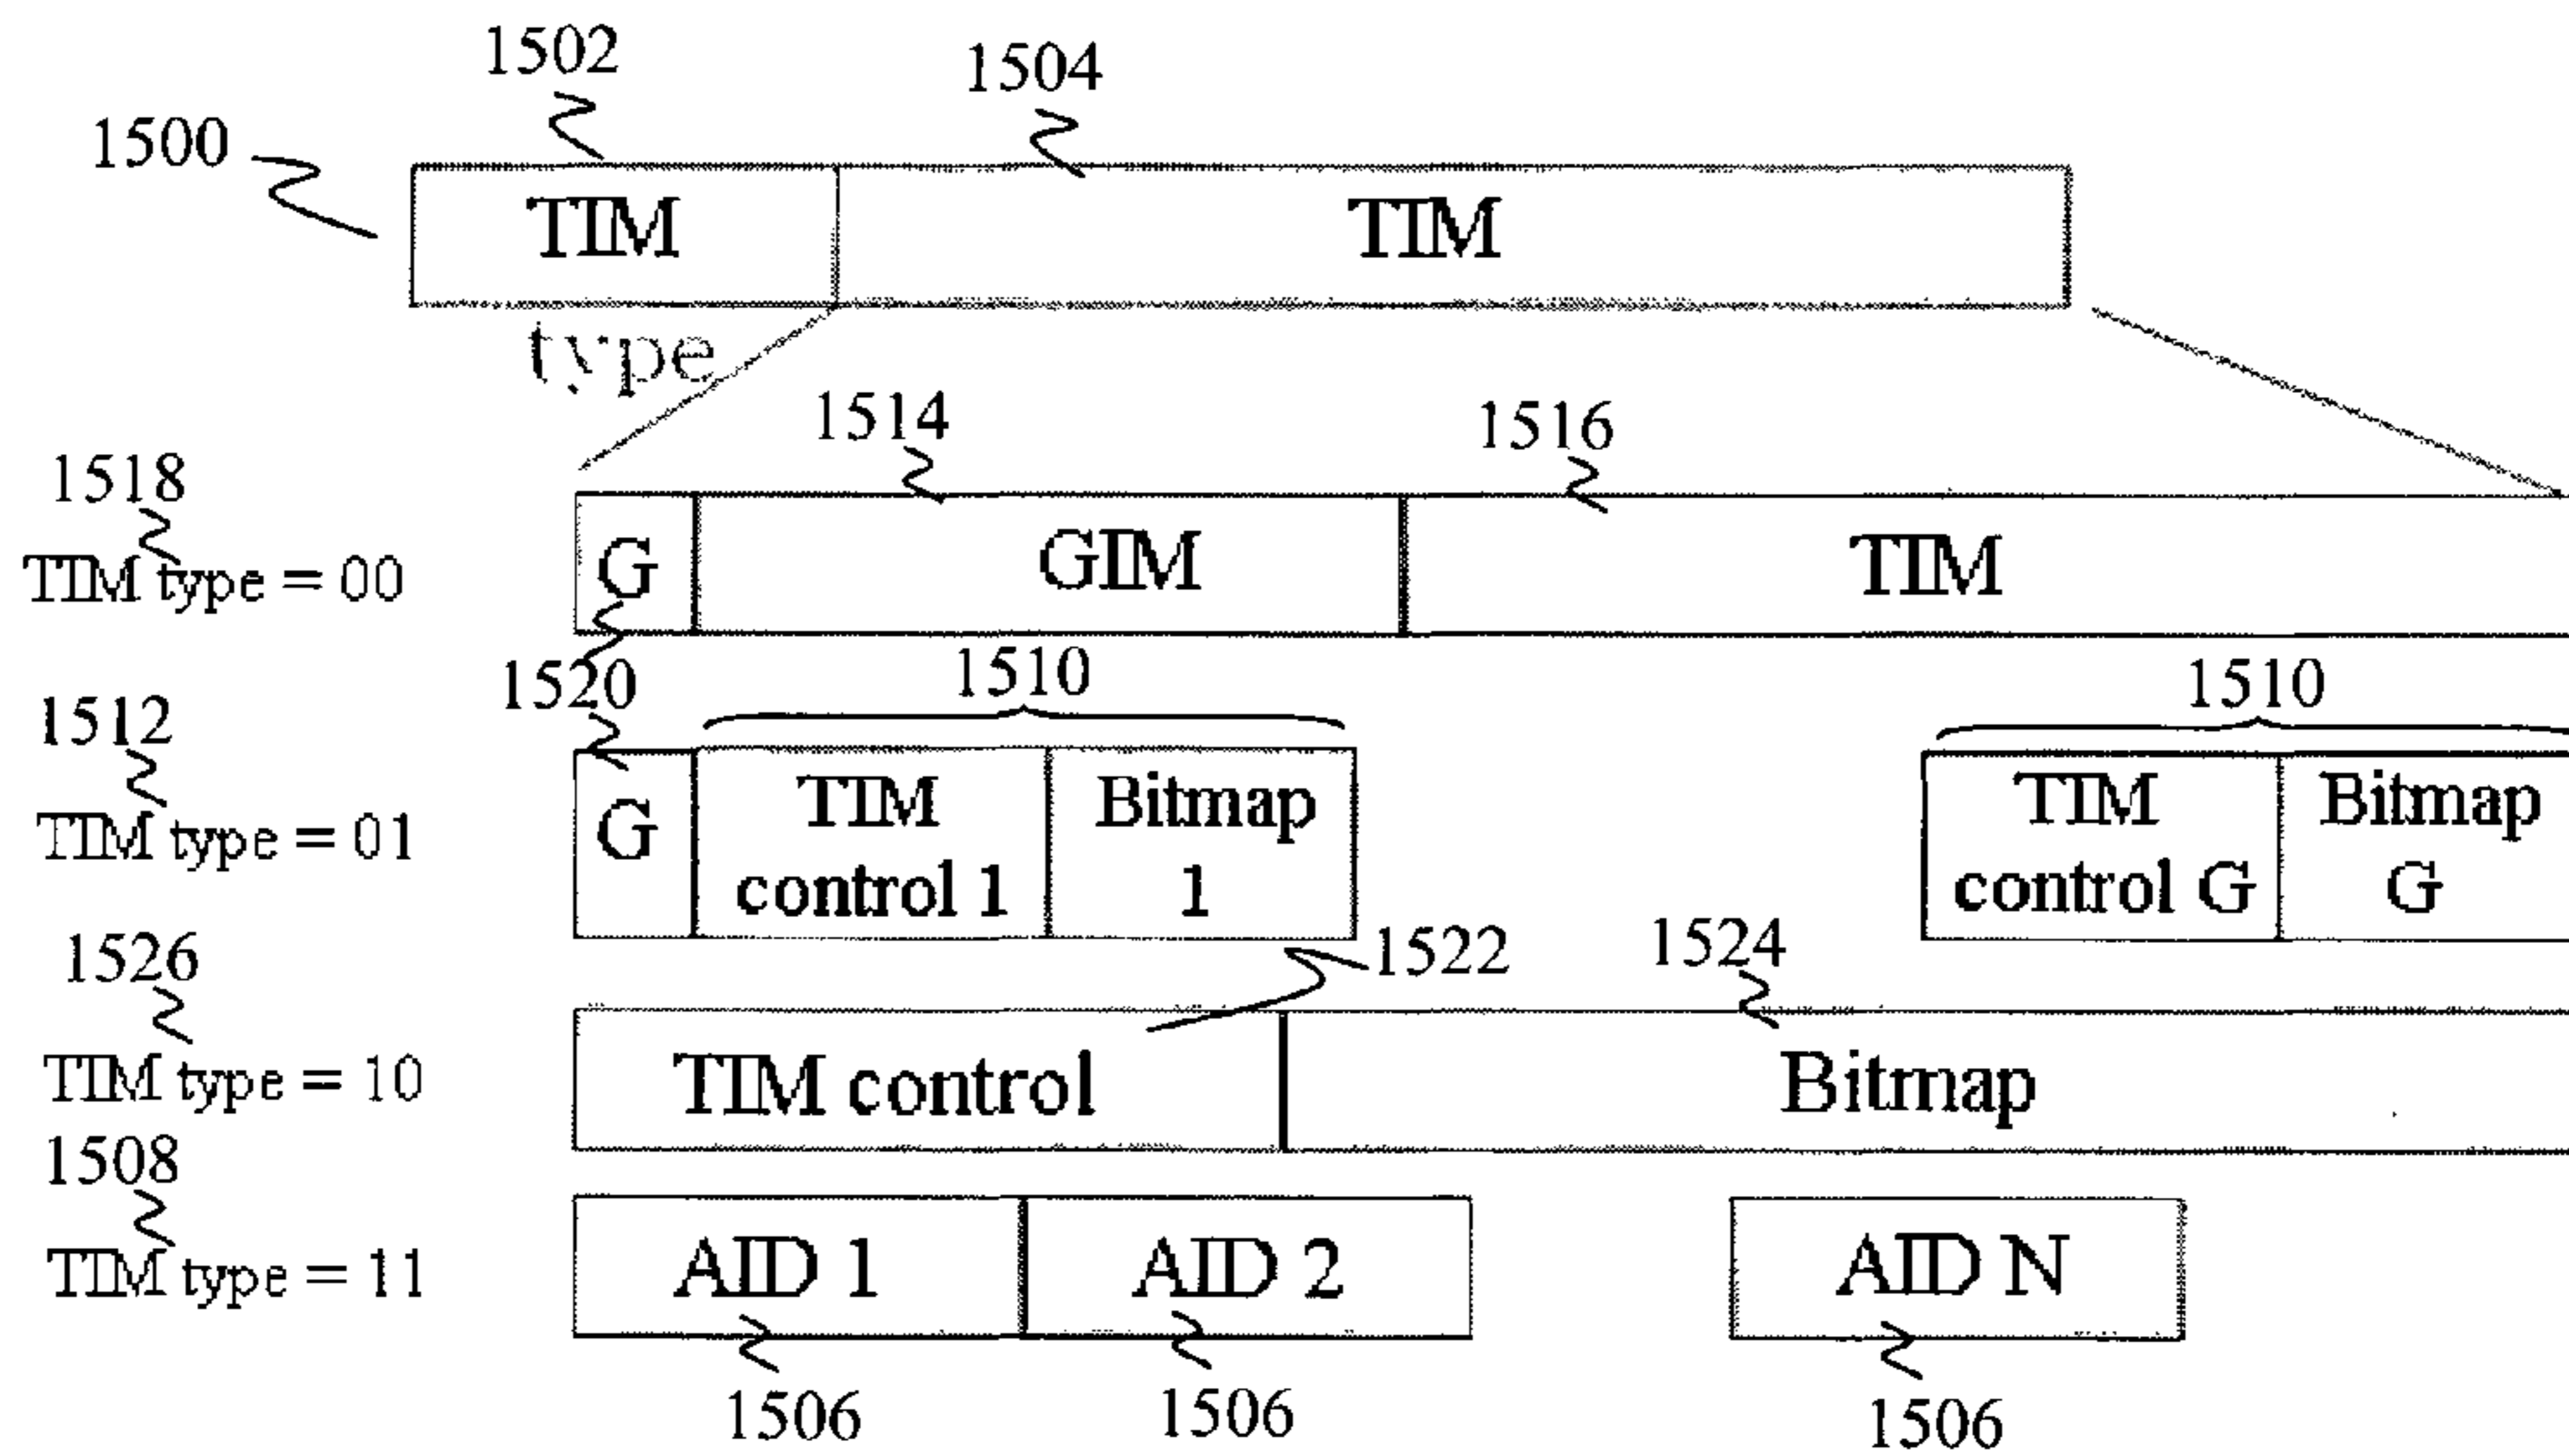 1502
1504
1500
TIM
TIM
type
1514
1516
1518
TIM type = 00
G
GIM
TIM
1520
1510
1510
1512
TIM type = 01
G
TIM control 1
Bitmap 1
TIM control G
Bitmap G
1526
1522
1524
TIM type = 10
TIM control
Bitmap
1508
TIM type = 11
AID 1
AID 2
AID N
1506
1506
1506